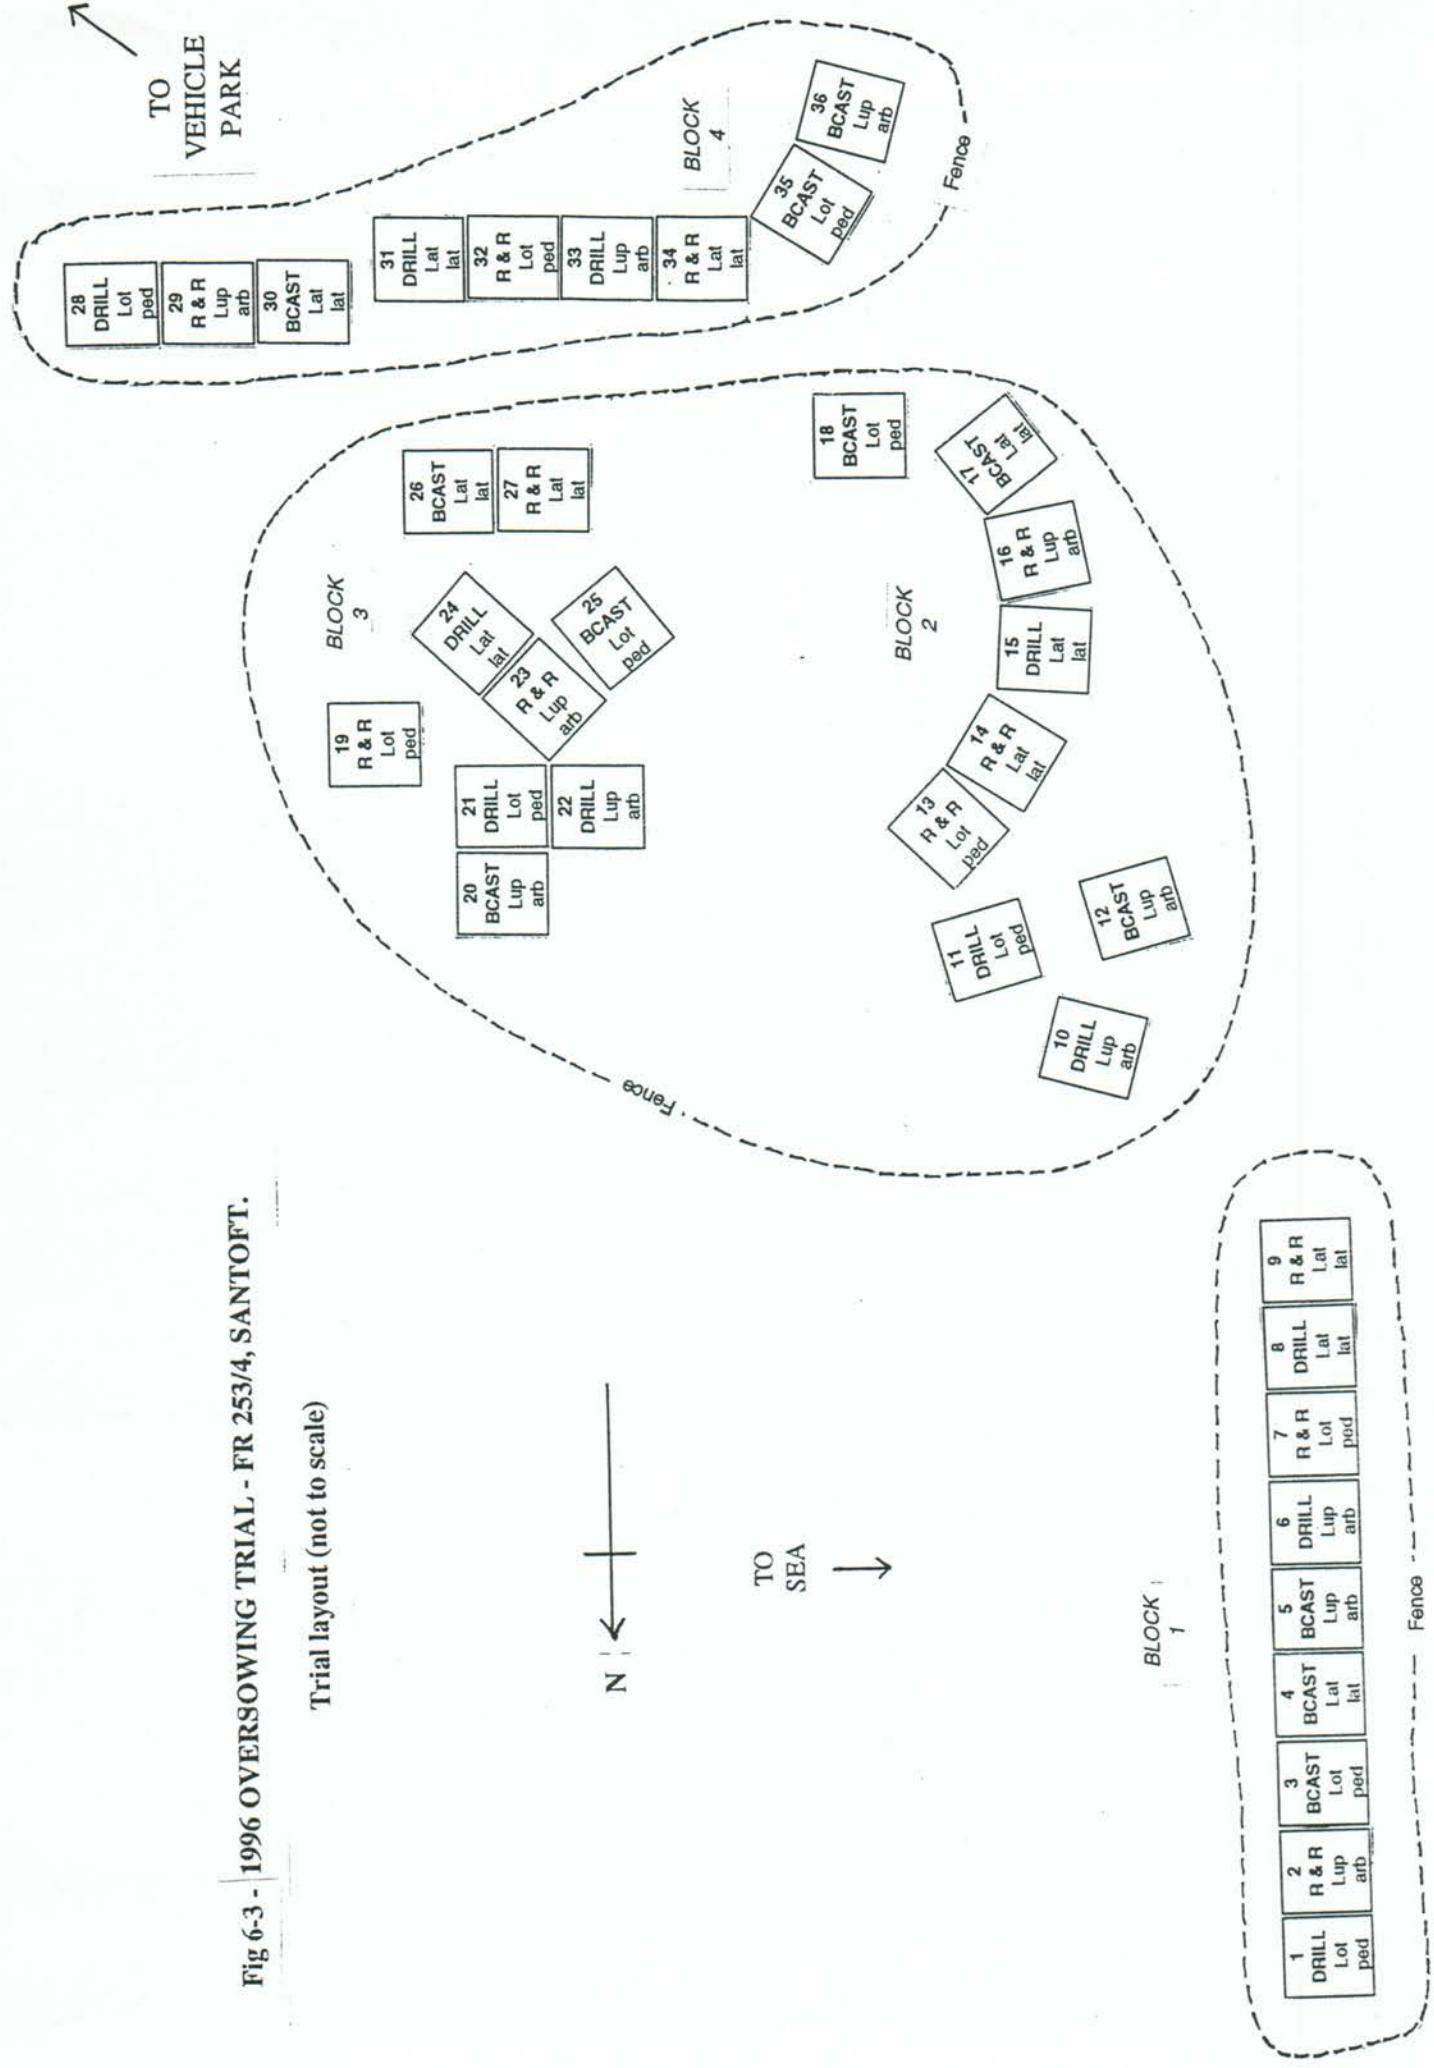 Fig 6-3 - 1996 OVERSOWING TRIAL - FR 253/4, SANTOFT.
Trial layout (not to scale)
N
TO
SEA
TO
VEHICLE
PARK
BLOCK
1
1
DRILL
Lot
ped
2
R & R
Lup
arb
3
BCAST
Lot
ped
4
BCAST
Lat
lat
5
BCAST
Lup
arb
6
DRILL
Lup
arb
7
R & R
Lot
ped
8
DRILL
Lat
lat
9
R & R
Lat
lat
Fence
BLOCK
2
10
DRILL
Lup
arb
11
DRILL
Lot
ped
12
BCAST
Lup
arb
13
R & R
Lot
ped
14
R & R
Lat
lat
15
DRILL
Lat
lat
16
R & R
Lup
arb
17
BCAST
Lat
lat
18
BCAST
Lot
ped
Fence
BLOCK
3
19
R & R
Lot
ped
20
BCAST
Lup
arb
21
DRILL
Lot
ped
22
DRILL
Lup
arb
23
R & R
Lup
arb
24
DRILL
Lat
lat
25
BCAST
Lot
ped
26
BCAST
Lat
lat
27
R & R
Lat
lat
BLOCK
4
28
DRILL
Lot
ped
29
R & R
Lup
arb
30
BCAST
Lat
lat
31
DRILL
Lat
lat
32
R & R
Lot
ped
33
DRILL
Lup
arb
34
R & R
Lat
lat
35
BCAST
Lot
ped
36
BCAST
Lup
arb
Fence